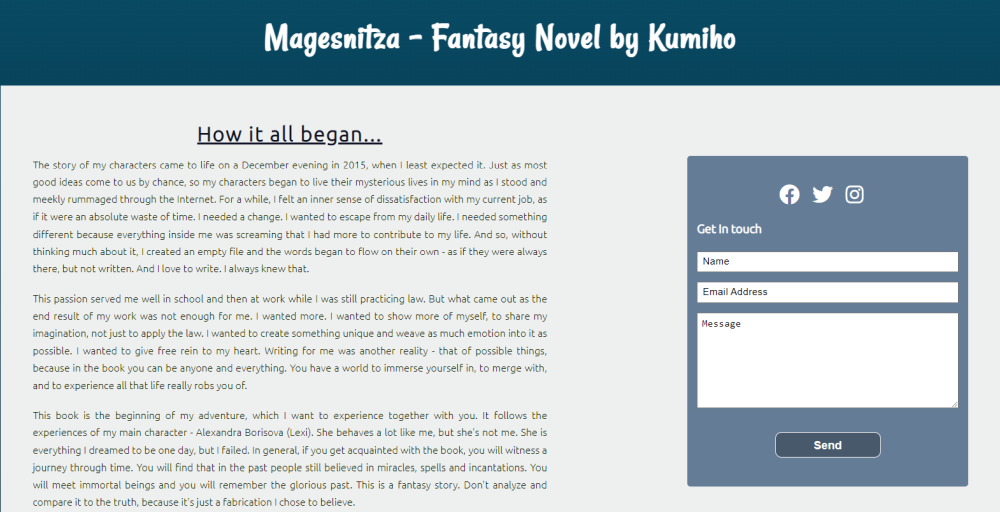 Magesnitza - Fantasy Novel by Kumiho
How it all began...
The story of my characters came to life on a December evening in 2015, when I least expected it. Just as most
good ideas come to us by chance, so my characters began to live their mysterious lives in my mind as I stood and
meekly rummaged through the Internet. For a while, I felt an inner sense of dissatisfaction with my current job, as
if it were an absolute waste of time. I needed a change. I wanted to escape from my daily life. I needed something
different because everything inside me was screaming that I had more to contribute to my life. And so, without
thinking much about it, I created an empty file and the words began to flow on their own - as if they were always
there, but not written. And I love to write. I always knew that.
This passion served me well in school and then at work while I was still practicing law. But what came out as the
end result of my work was not enough for me. I wanted more. I wanted to show more of myself, to share my
imagination, not just to apply the law. I wanted to create something unique and weave as much emotion into it as
possible. I wanted to give free rein to my heart. Writing for me was another reality - that of possible things,
because in the book you can be anyone and everything. You have a world to immerse yourself in, to merge with,
and to experience all that life really robs you of.
This book is the beginning of my adventure, which I want to experience together with you. It follows the
experiences of my main character - Alexandra Borisova (Lexi). She behaves a lot like me, but she's not me. She is
everything I dreamed to be one day, but I failed. In general, if you get acquainted with the book, you will witness a
journey through time. You will find that in the past people still believed in miracles, spells and incantations. You
will meet immortal beings and you will remember the glorious past. This is a fantasy story. Don't analyze and
compare it to the truth, because it's just a fabrication I chose to believe.
Get In touch
Name
Email Address
Message
Send